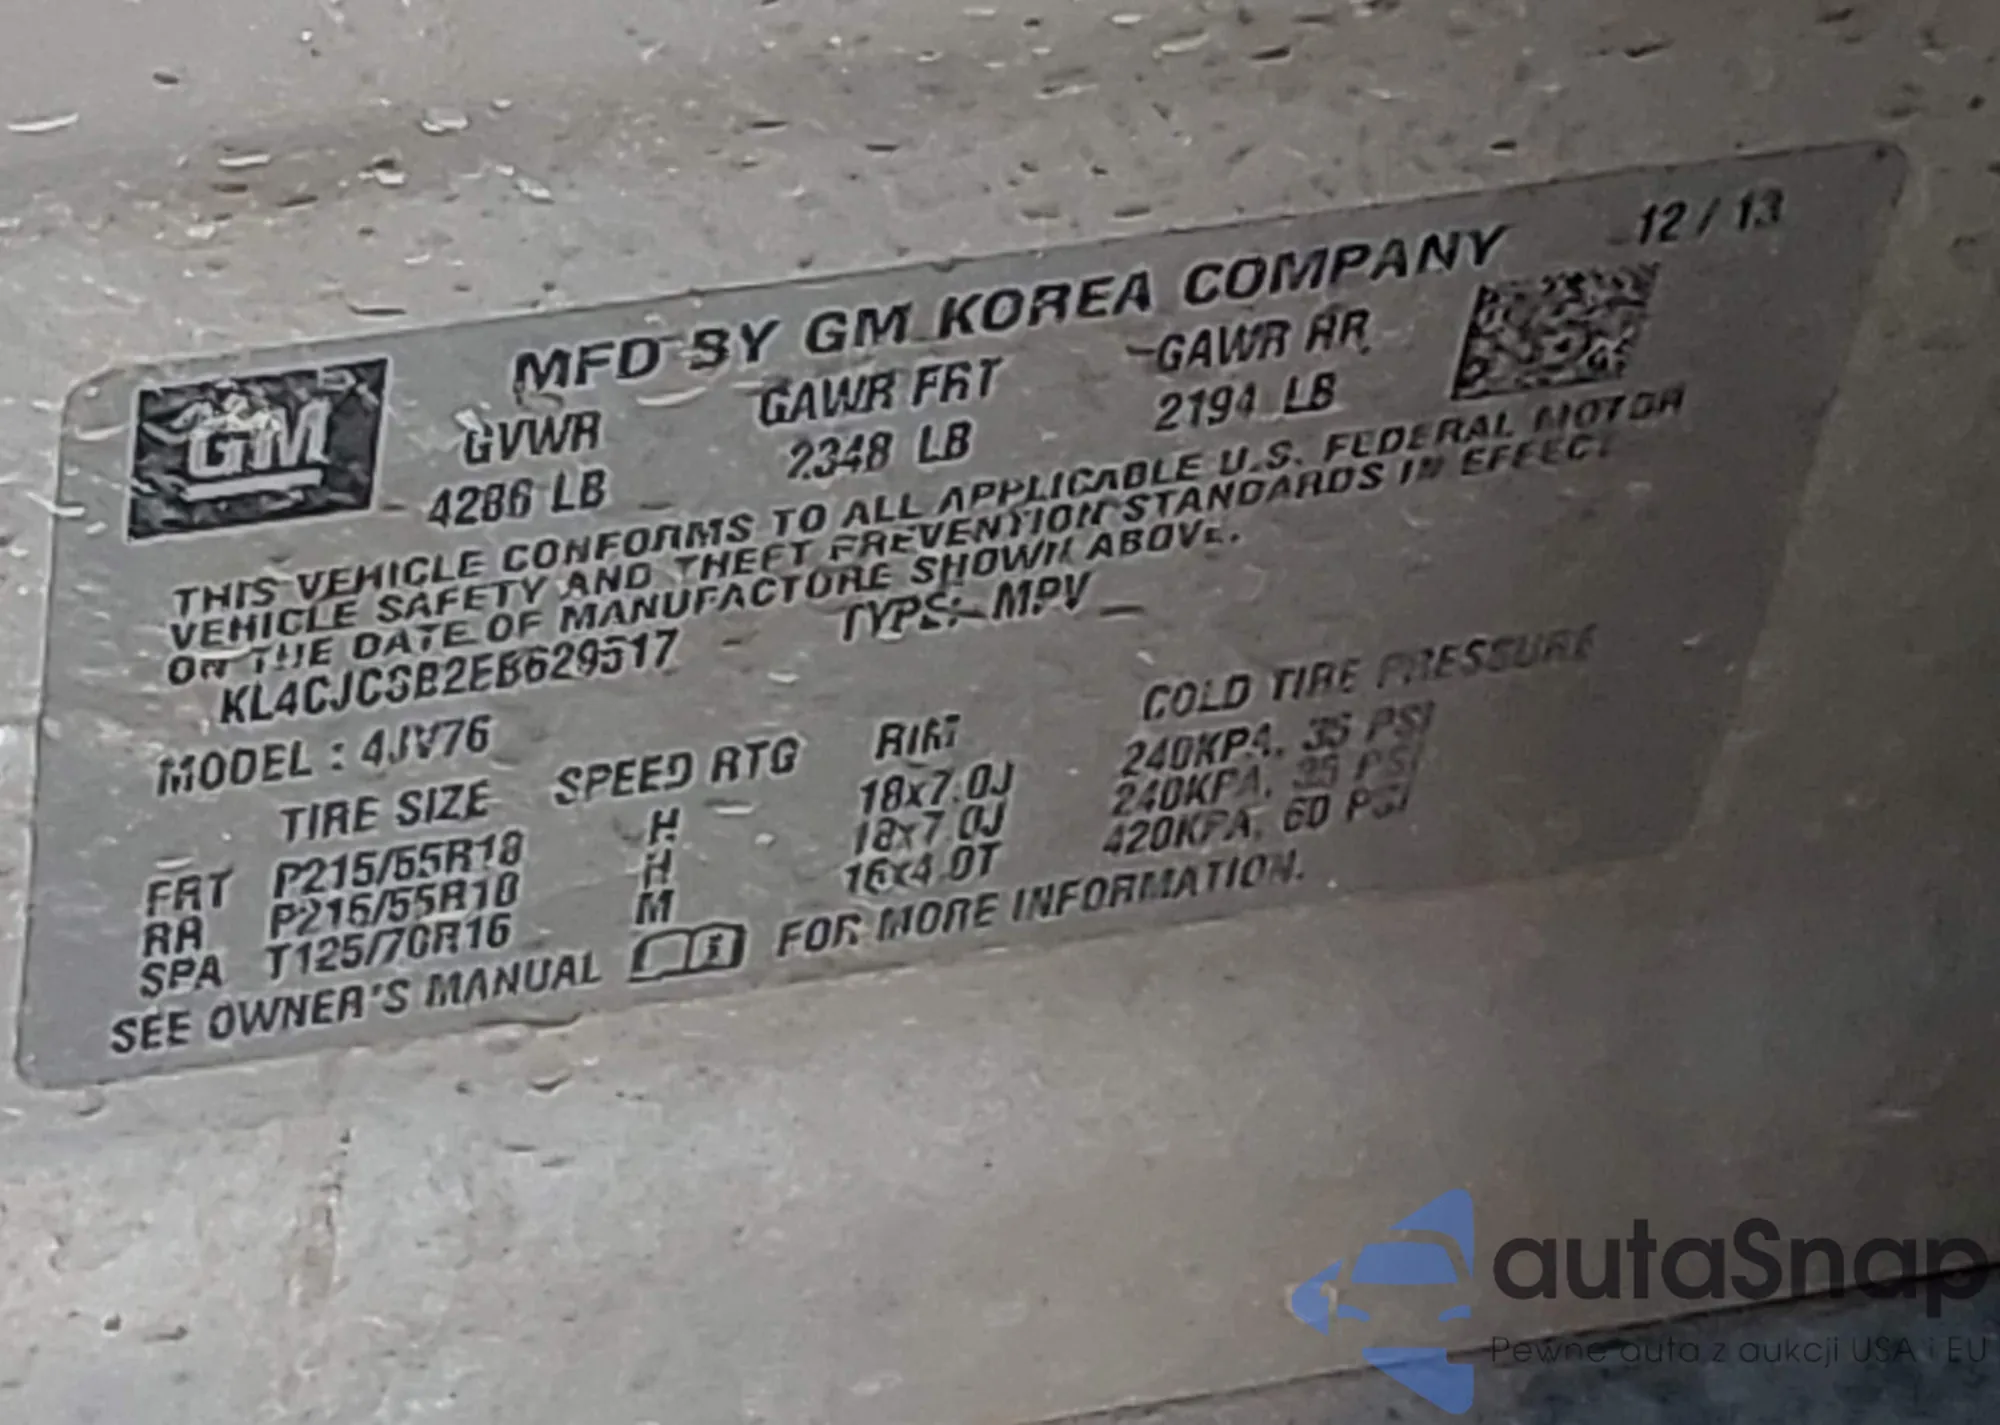 MFD BY GM KOREA COMPANY 12 / 13
GM
GVWR GAWR FRT GAWR RR
4286 LB 2348 LB 2194 LB
THIS VEHICLE CONFORMS TO ALL APPLICABLE U.S. FEDERAL MOTOR
VEHICLE SAFETY AND THEFT PREVENTION STANDARDS IN EFFECT
ON THE DATE OF MANUFACTURE SHOWN ABOVE.
KL4CJCSB2EB629517 TYPE: MPV
MODEL : 4JV76
TIRE SIZE SPEED RTG RIM COLD TIRE PRESSURE
FRT P215/55R18 H 18x7.0J 240KPA, 35 PSI
RR P215/55R18 H 18x7.0J 240KPA, 35 PSI
SPA T125/70R16 M 16x4.0T 420KPA, 60 PSI
SEE OWNER'S MANUAL FOR MORE INFORMATION.
autaSnap
Pewne auta z aukcji USA i EU